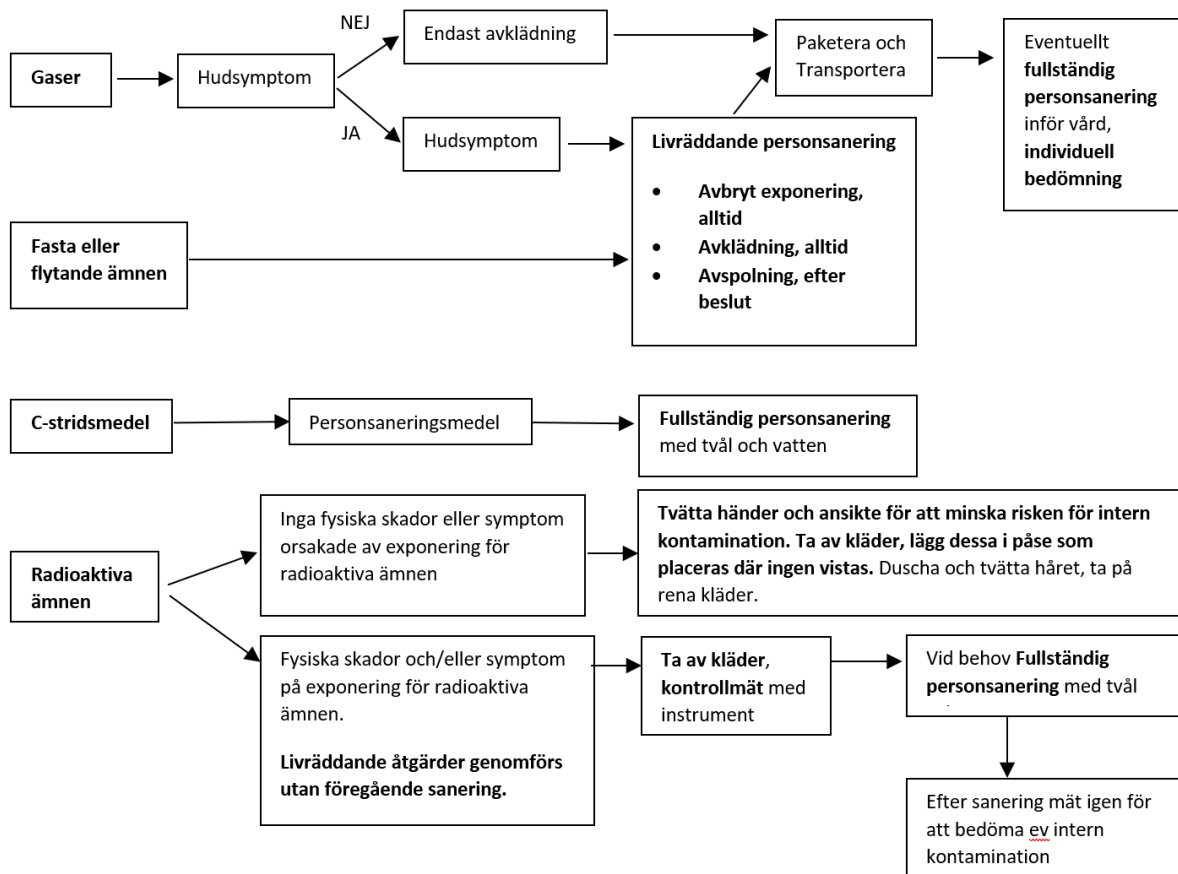 NEJ
Endast avklädning
Paketera och
Transportera
Eventuellt
fullständig
personsanering
inför vård,
individuell
bedömning
Gaser
Hudsymptom
JA
Hudsymptom
Livräddande personsanering
• Avbryt exponering,
alltid
• Avklädning, alltid
• Avspolning, efter
beslut
Fasta eller
flytande ämnen
C-stridsmedel
Personsaneringsmedel
Fullständig personsanering
med tvål och vatten
Radioaktiva
ämnen
Inga fysiska skador eller symptom
orsakade av exponering för
radioaktiva ämnen
Tvätta händer och ansikte för att minska risken för intern
kontamination. Ta av kläder, lägg dessa i påse som
placeras där ingen vistas. Duscha och tvätta håret, ta på
rena kläder.
Fysiska skador och/eller symptom
på exponering för radioaktiva
ämnen.
Livräddande åtgärder genomförs
utan föregående sanering.
Ta av kläder,
kontrollmät med
instrument
Vid behov Fullständig
personsanering med tvål
Efter sanering mät igen för
att bedöma ev intern
kontamination